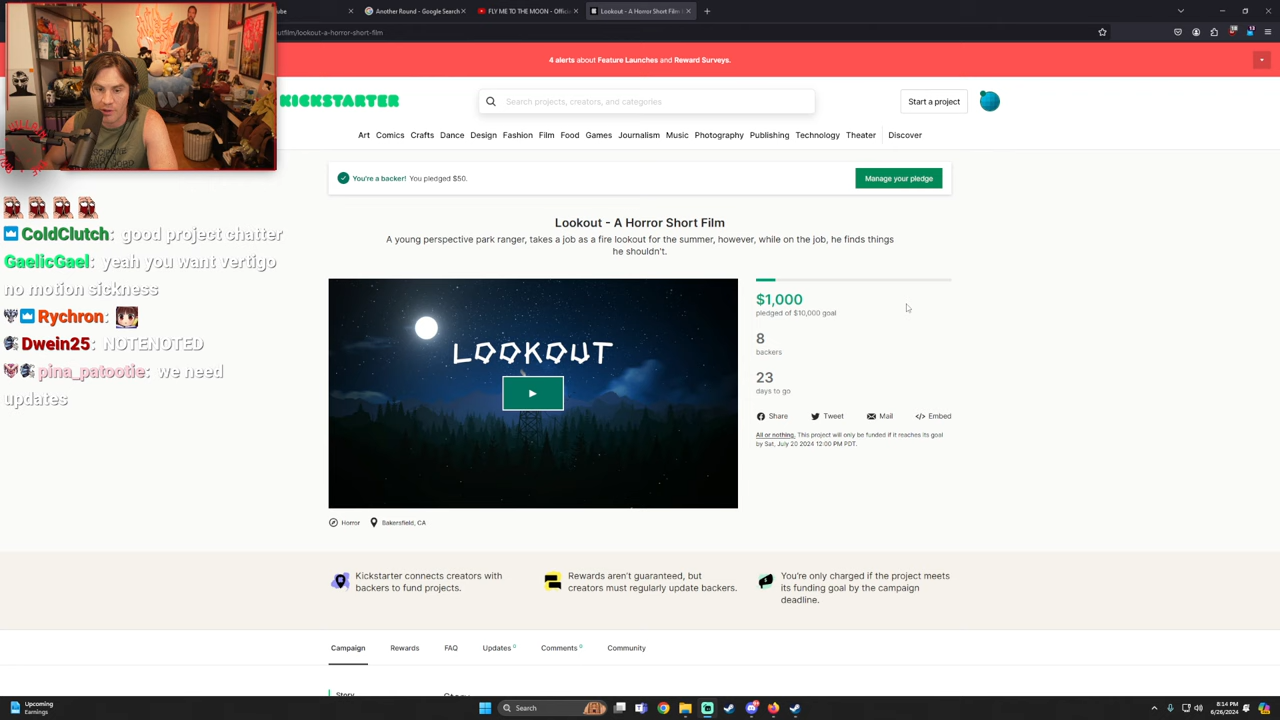 Another Round - Google Search
FLY ME TO THE MOON - Offici
Lookout - A Horror Short Film
outfilm/lookout-a-horror-short-film
4 alerts about Feature Launches and Reward Surveys.
KICKSTARTER
Search projects, creators, and categories
Start a project
Art Comics Crafts Dance Design Fashion Film Food Games Journalism Music Photography Publishing Technology Theater Discover
You're a backer! You pledged $50.
Manage your pledge
Lookout - A Horror Short Film
A young perspective park ranger, takes a job as a fire lookout for the summer, however, while on the job, he finds things
he shouldn't.
ColdClutch: good project chatter
GaelicGael: yeah you want vertigo
no motion sickness
Rychron:
Dwein25: NOTENOTED
pina_patootie: we need
updates
LOOKOUT
$1,000
pledged of $10,000 goal
8
backers
23
days to go
Share Tweet Mail Embed
All or nothing. This project will only be funded if it reaches its goal
by Sat, July 20 2024 12:00 PM PDT.
Horror Bakersfield, CA
Kickstarter connects creators with
backers to fund projects.
Rewards aren't guaranteed, but
creators must regularly update backers.
You're only charged if the project meets
its funding goal by the campaign
deadline.
Campaign Rewards FAQ Updates 0 Comments 0 Community
Story
Story
Upcoming
Earnings
Search
8:14 PM
6/26/2024